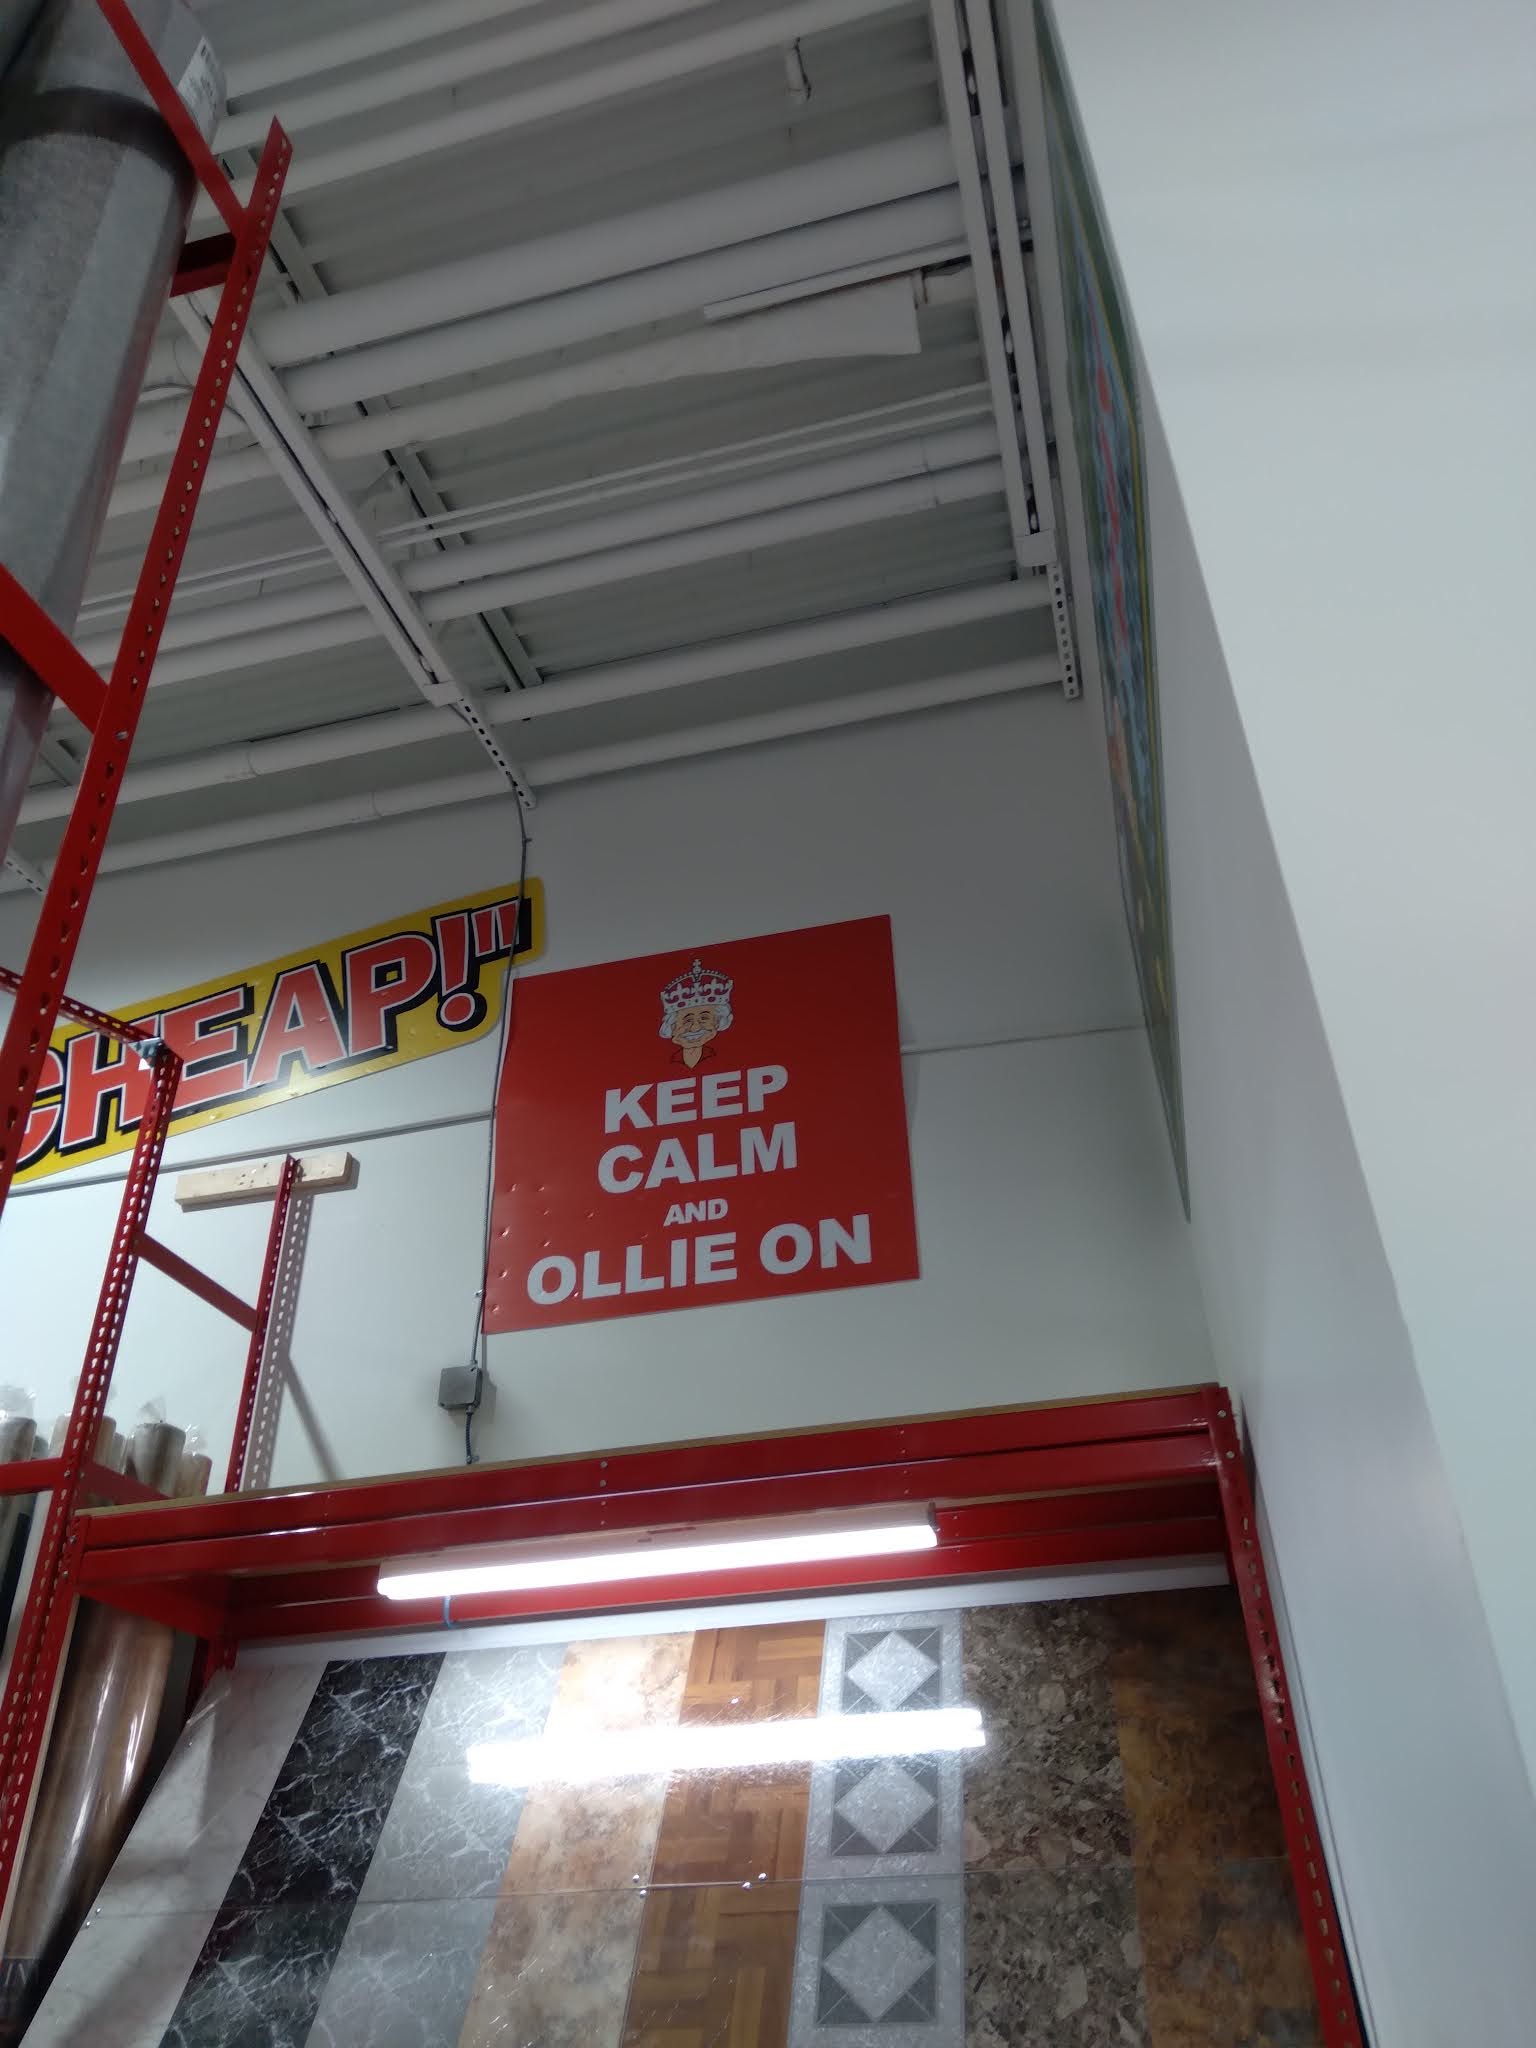 CHEAP!"
KEEP
CALM
AND
OLLIE ON